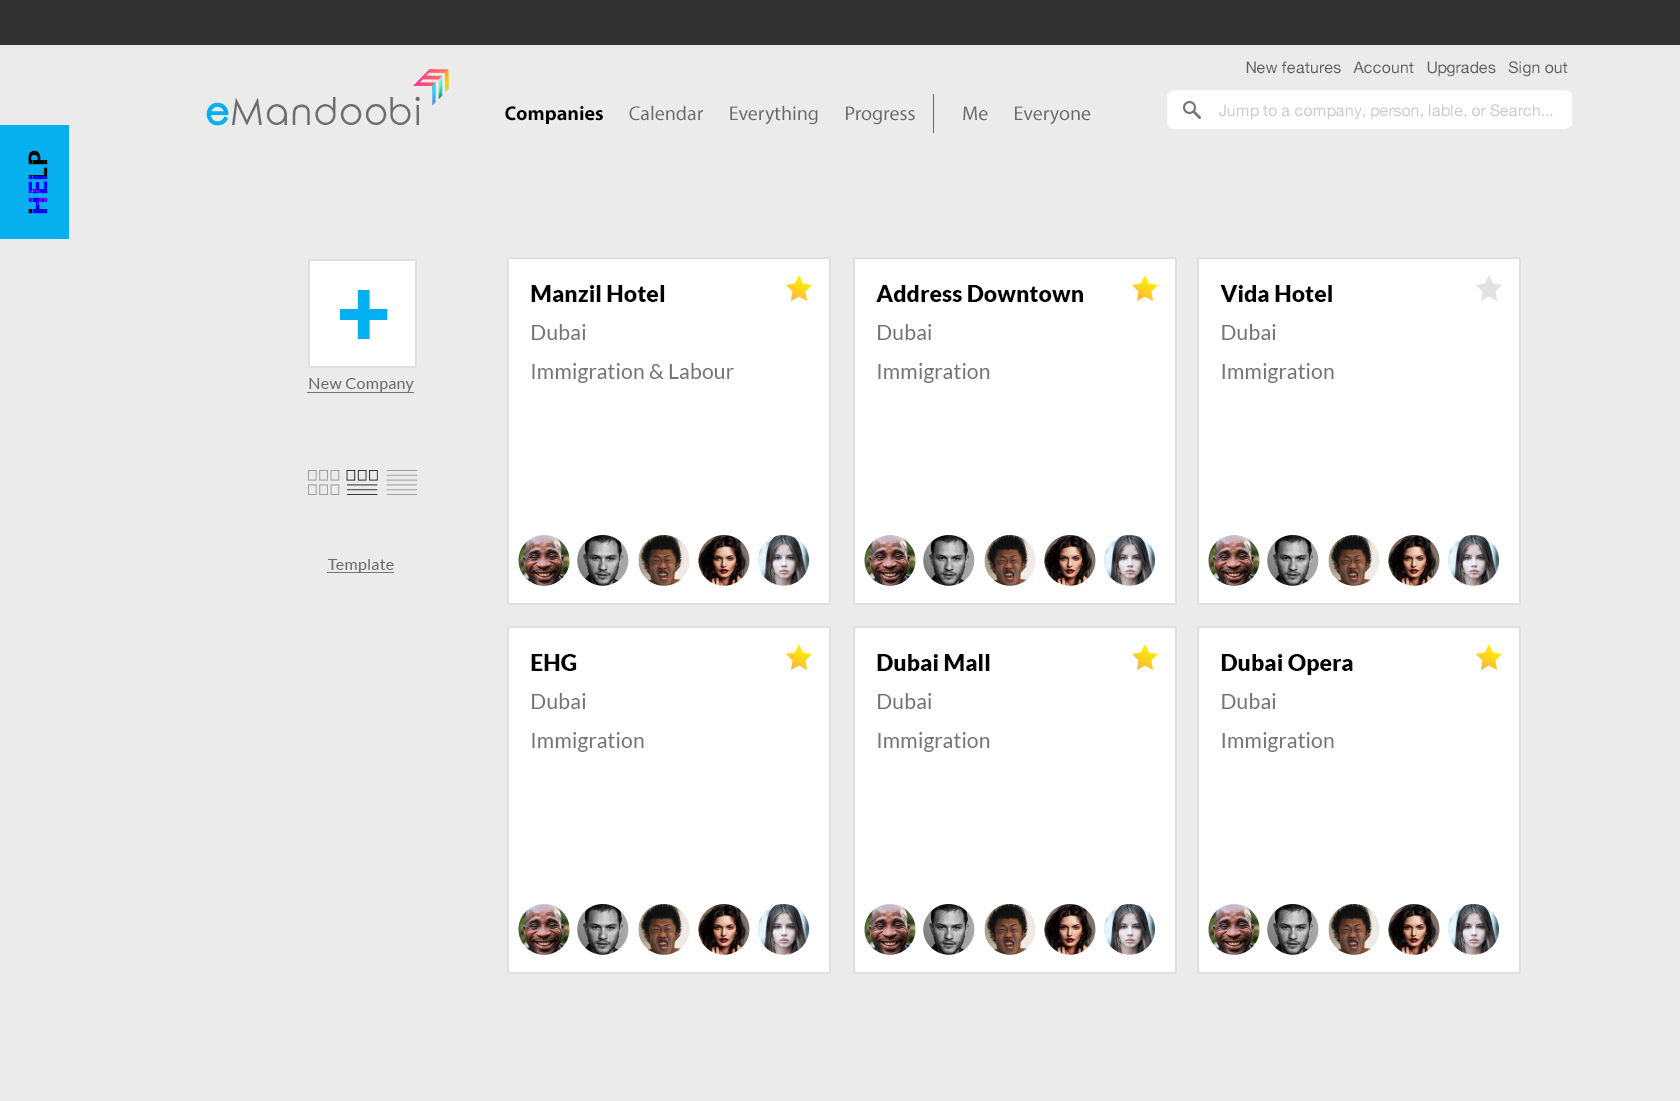 New features Account Upgrades Sign out
eMandoobi
Companies Calendar Everything Progress Me Everyone
Jump to a company, person, lable, or Search...
HELP
New Company
Template
Manzil Hotel
Dubai
Immigration & Labour
Address Downtown
Dubai
Immigration
Vida Hotel
Dubai
Immigration
EHG
Dubai
Immigration
Dubai Mall
Dubai
Immigration
Dubai Opera
Dubai
Immigration